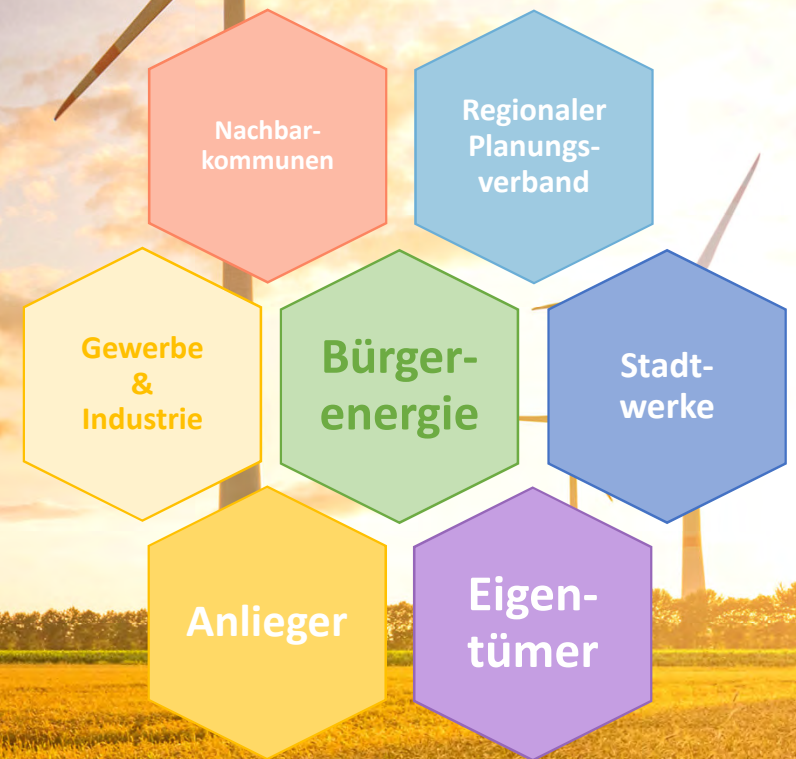 Nachbar-
kommunen
Regionaler
Planungs-
verband
Gewerbe
&
Industrie
Bürger-
energie
Stadt-
werke
Anlieger
Eigen-
tümer